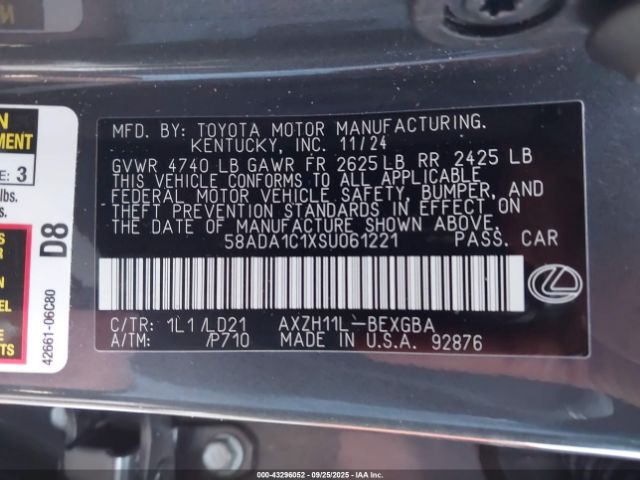 MFD. BY: TOYOTA MOTOR MANUFACTURING.
KENTUCKY, INC. 11/24
GVWR 4740 LB GAWR FR 2625 LB RR 2425 LB
THIS VEHICLE CONFORMS TO ALL APPLICABLE
FEDERAL MOTOR VEHICLE SAFETY, BUMPER, AND
THEFT PREVENTION STANDARDS IN EFFECT ON
THE DATE OF MANUFACTURE SHOWN ABOVE.
58ADA1C1XSU061221 PASS. CAR
C/TR: 1L1/LD21 AXZH11L-BEXGBA
A/TM: /P710 MADE IN U.S.A. 92876
E: 3
lbs.
D8
42661-06C80
000-43296052 - 09/25/2025 - IAA Inc.